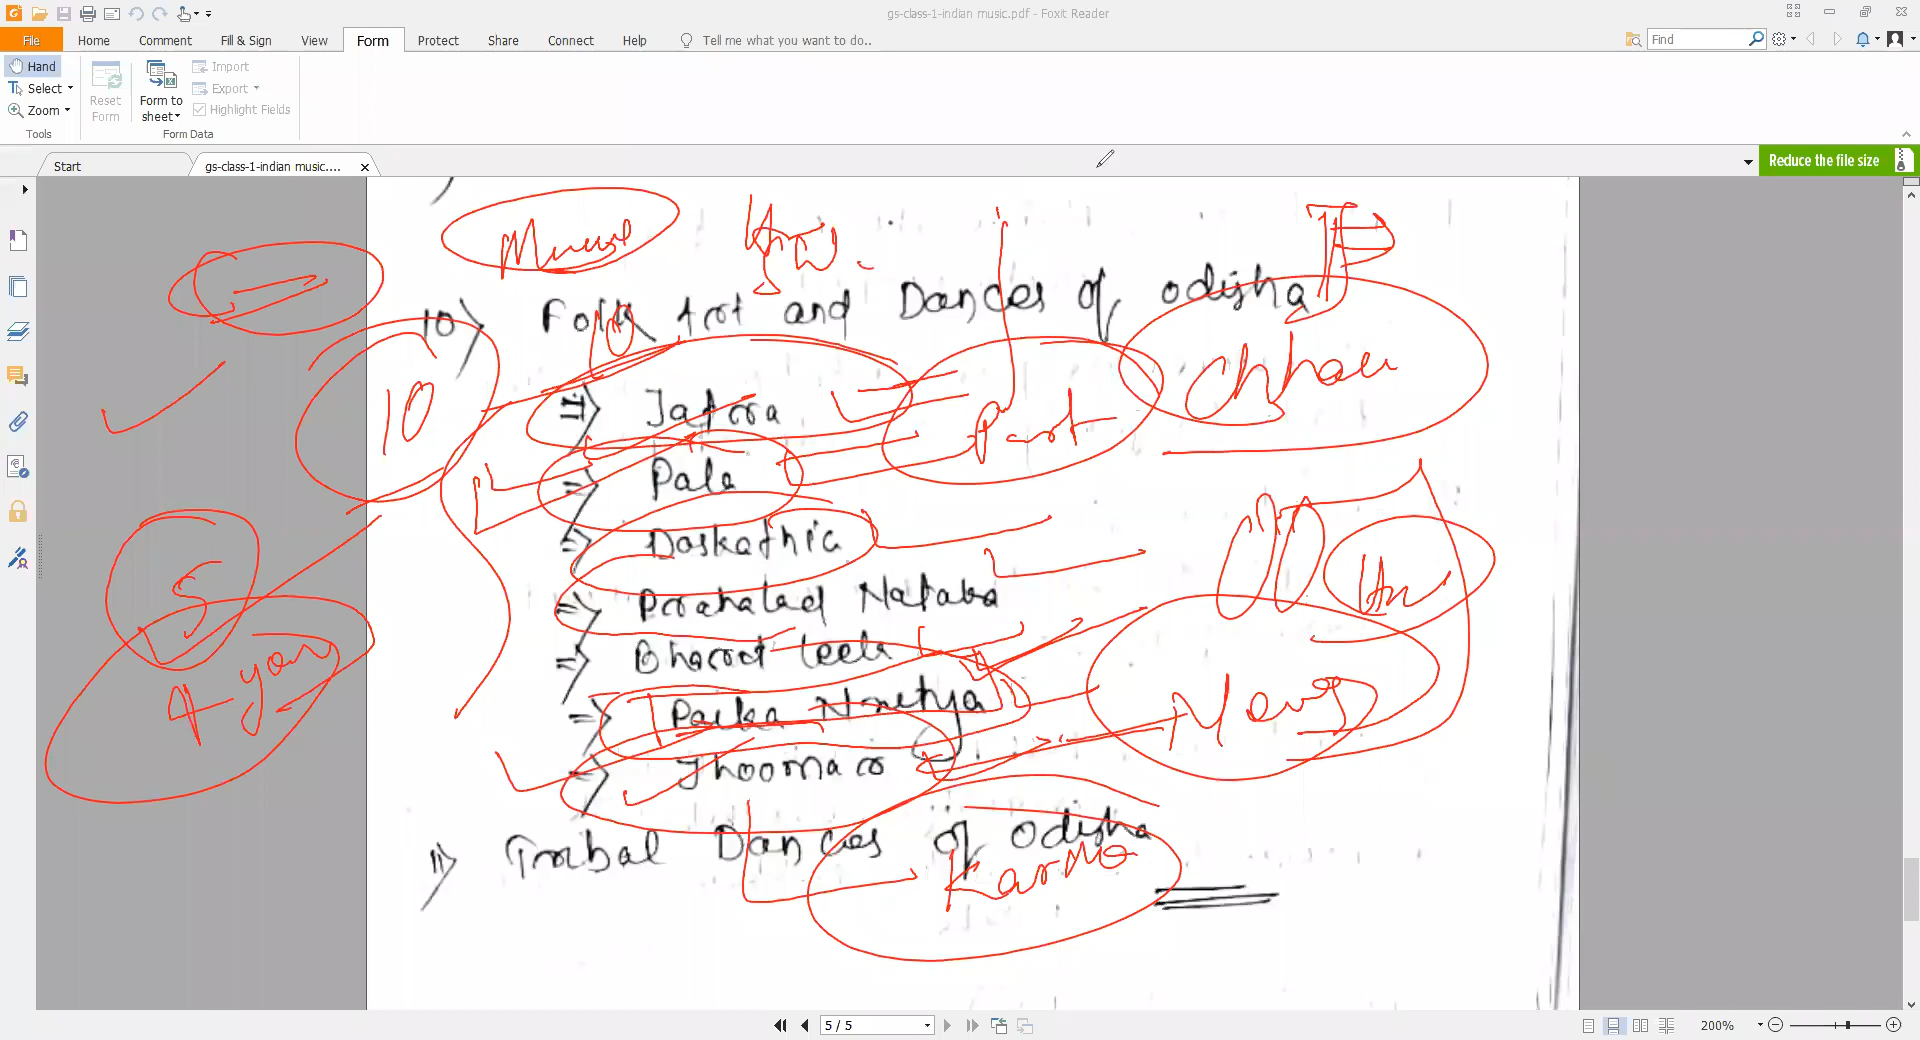 gs-class-1-indian music.pdf - Foxit Reader
File Home Comment Fill & Sign View Form Protect Share Connect Help Tell me what you want to do.. Find
Hand
Select
Zoom
Tools
Reset Form
Form to sheet
Import
Export
Highlight Fields
Form Data
Start gs-class-1-indian music.... Reduce the file size
10) Folk Art and Dances of odisha
Chhau
10
=> Jatra
Part
=> Pala
=> Daskathia
=> Prahalad Nataka
5
=> Bharat Leela
4-years
=> Paika Nrutya
=> Jhoomar
11) Tribal Dances of odisha
Karma
5 / 5 200%